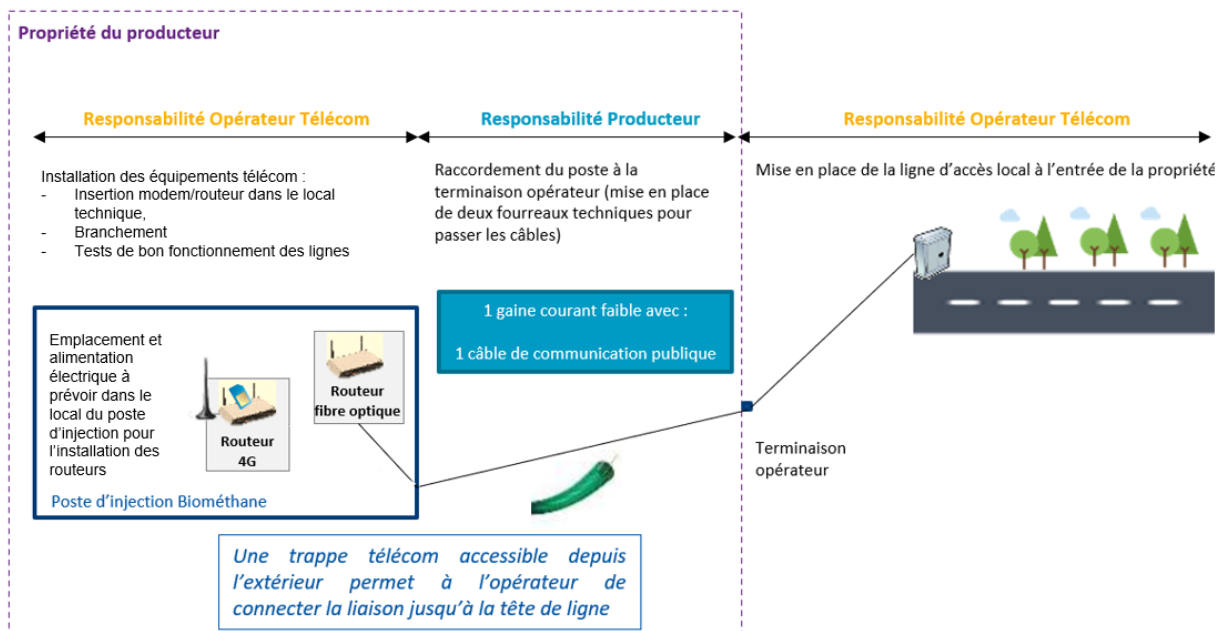 Propriété du producteur
Responsabilité Opérateur Télécom
Responsabilité Producteur
Responsabilité Opérateur Télécom
Installation des équipements télécom :
- Insertion modem/routeur dans le local
technique,
- Branchement
- Tests de bon fonctionnement des lignes
Raccordement du poste à la
terminaison opérateur (mise en place
de deux fourreaux techniques pour
passer les câbles)
Mise en place de la ligne d’accès local à l’entrée de la propriété
1 gaine courant faible avec :
1 câble de communication publique
Emplacement et
alimentation
électrique à
prévoir dans le
local du poste
d’injection pour
l’installation des
routeurs
Routeur
4G
Routeur
fibre optique
Poste d’injection Biométhane
Terminaison
opérateur
Une trappe télécom accessible depuis
l’extérieur permet à l’opérateur de
connecter la liaison jusqu’à la tête de ligne